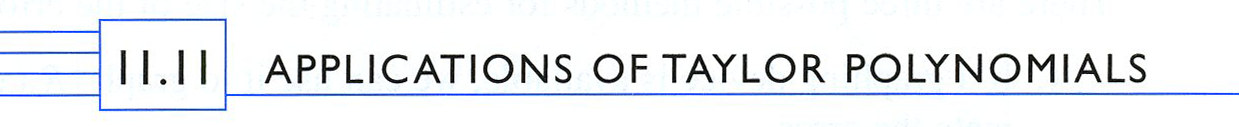 11.11 APPLICATIONS OF TAYLOR POLYNOMIALS